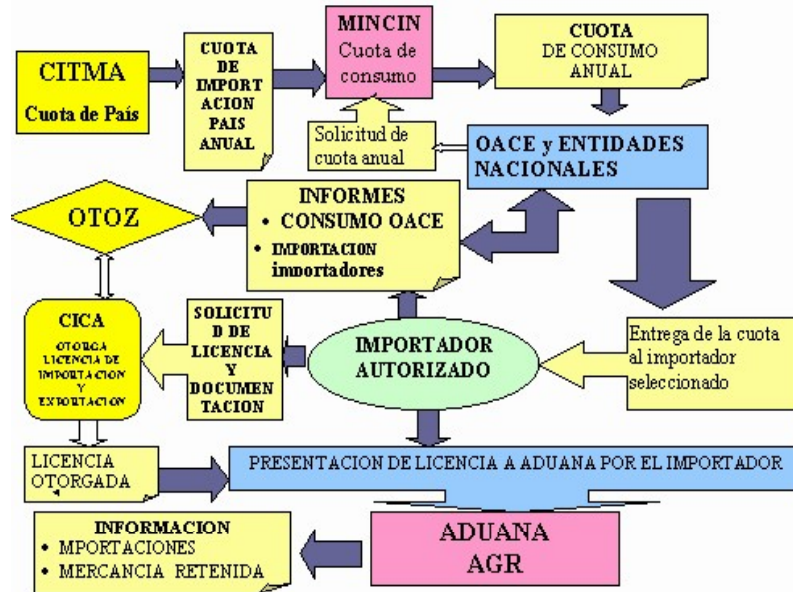 CITMA
Cuota de País
CUOTA
DE
IMPORT
ACION
PAIS
ANUAL
MINCIN
Cuota de
consumo
CUOTA
DE CONSUMO
ANUAL
Solicitud de
cuota anual
OACE y ENTIDADES
NACIONALES
OTOZ
INFORMES
• CONSUMO OACE
• IMPORTACION
importadores
CICA
OTORGA
LICENCIA DE
IMPORTACION
Y
EXPORTACION
SOLICITU
D DE
LICENCIA
Y
DOCUMEN
TACION
IMPORTADOR
AUTORIZADO
Entrega de la cuota
al importador
seleccionado
LICENCIA
OTORGADA
PRESENTACION DE LICENCIA A ADUANA POR EL IMPORTADOR
INFORMACION
• MPORTACIONES
• MERCANCIA RETENIDA
ADUANA
AGR